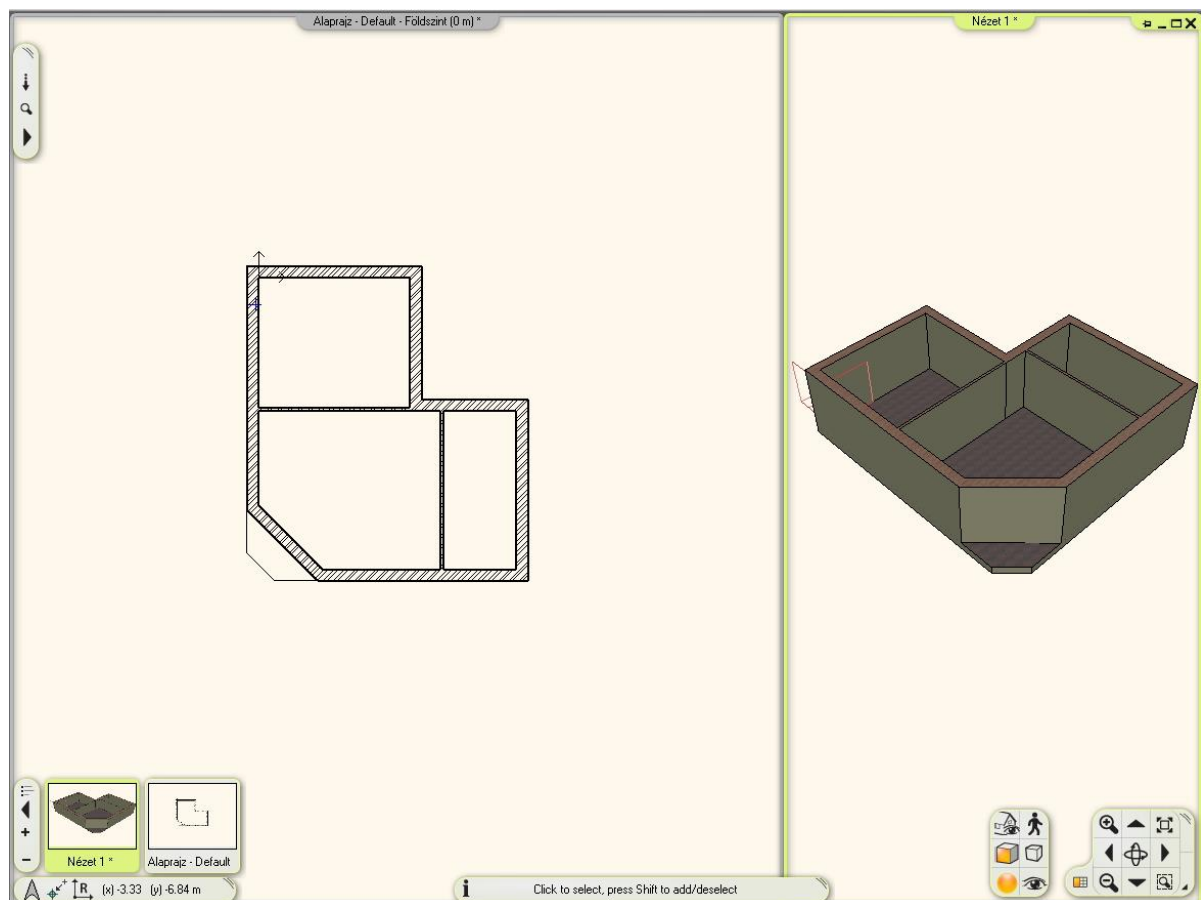 Alaprajz - Default - Földszint (0 m) *
Nézet 1 *
Nézet 1 *
Alaprajz - Default
R (x) -3.33 (y) -6.84 m
i Click to select, press Shift to add/deselect